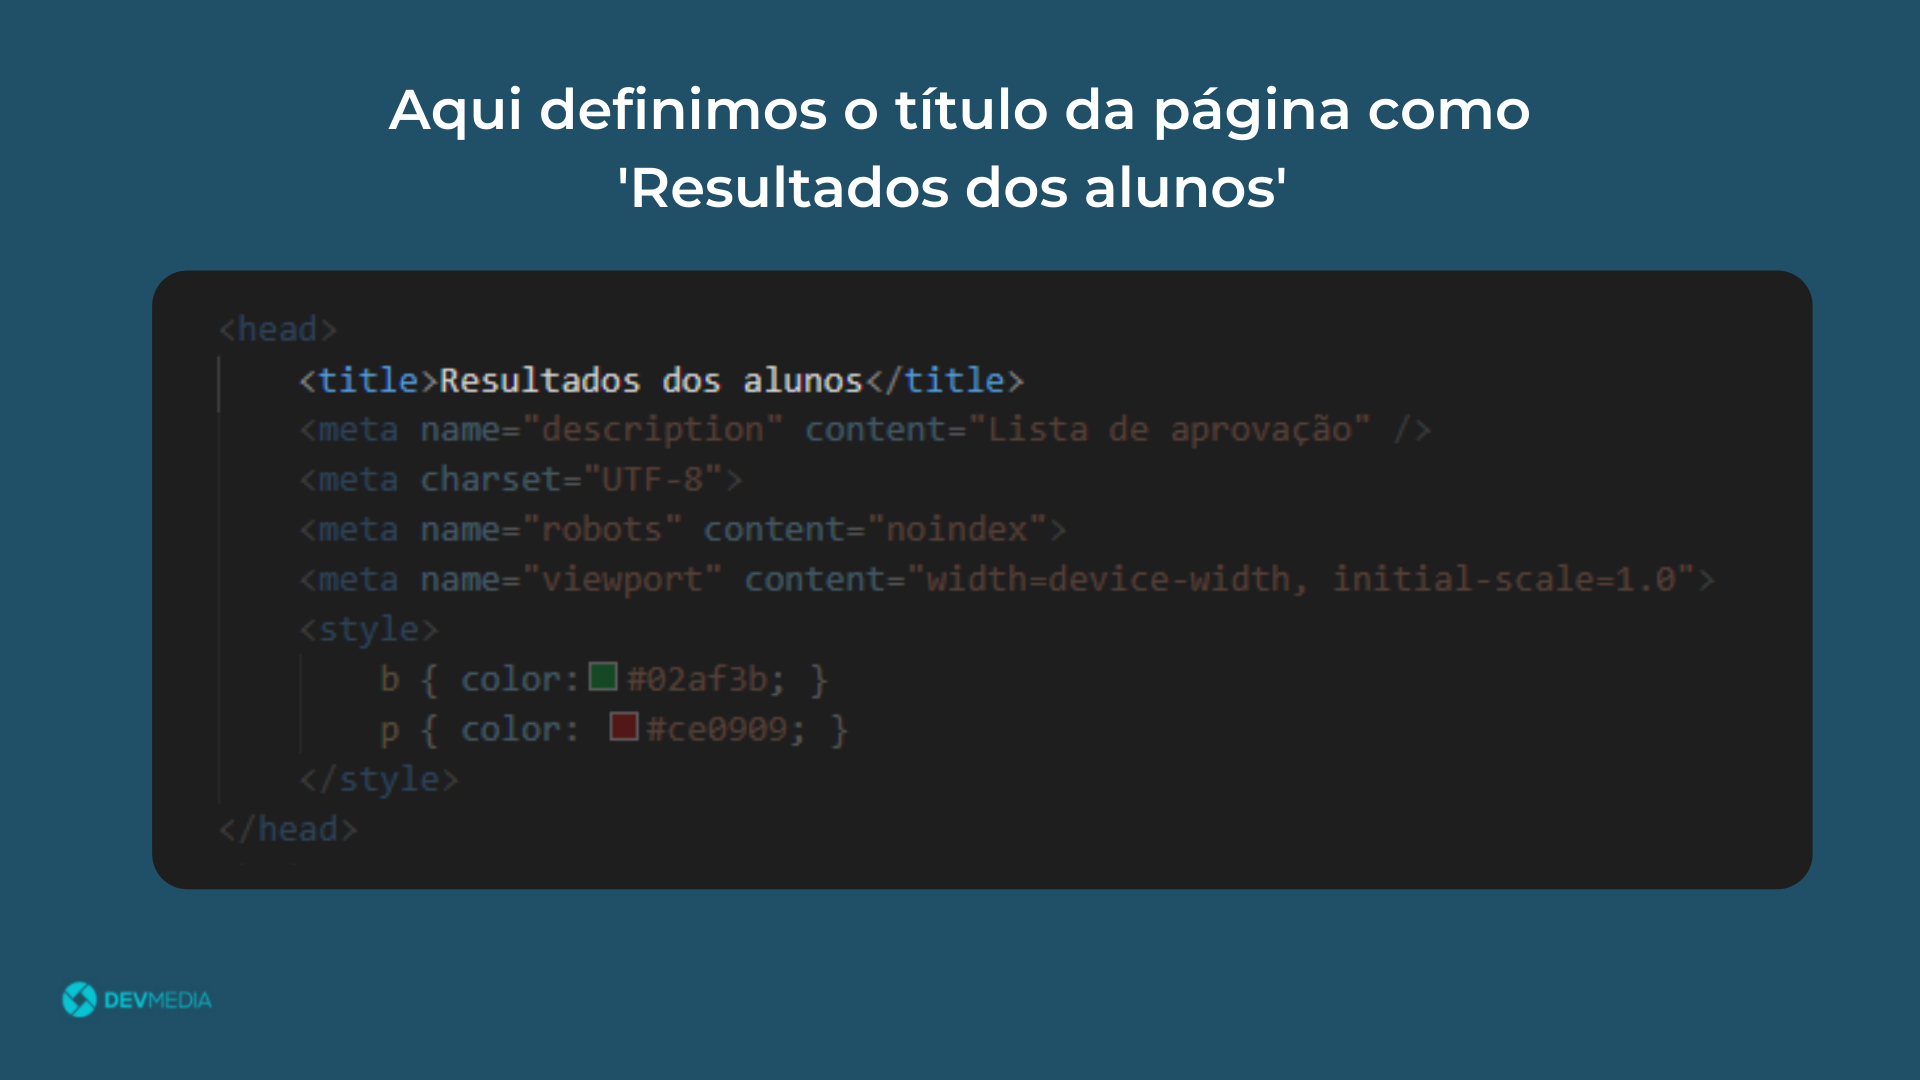 Aqui definimos o título da página como
'Resultados dos alunos'
<head>
<title>Resultados dos alunos</title>
<meta name="description" content="Lista de aprovação" />
<meta charset="UTF-8">
<meta name="robots" content="noindex">
<meta name="viewport" content="width=device-width, initial-scale=1.0">
<style>
b { color: #02af3b; }
p { color: #ce0909; }
</style>
</head>
DEVMEDIA